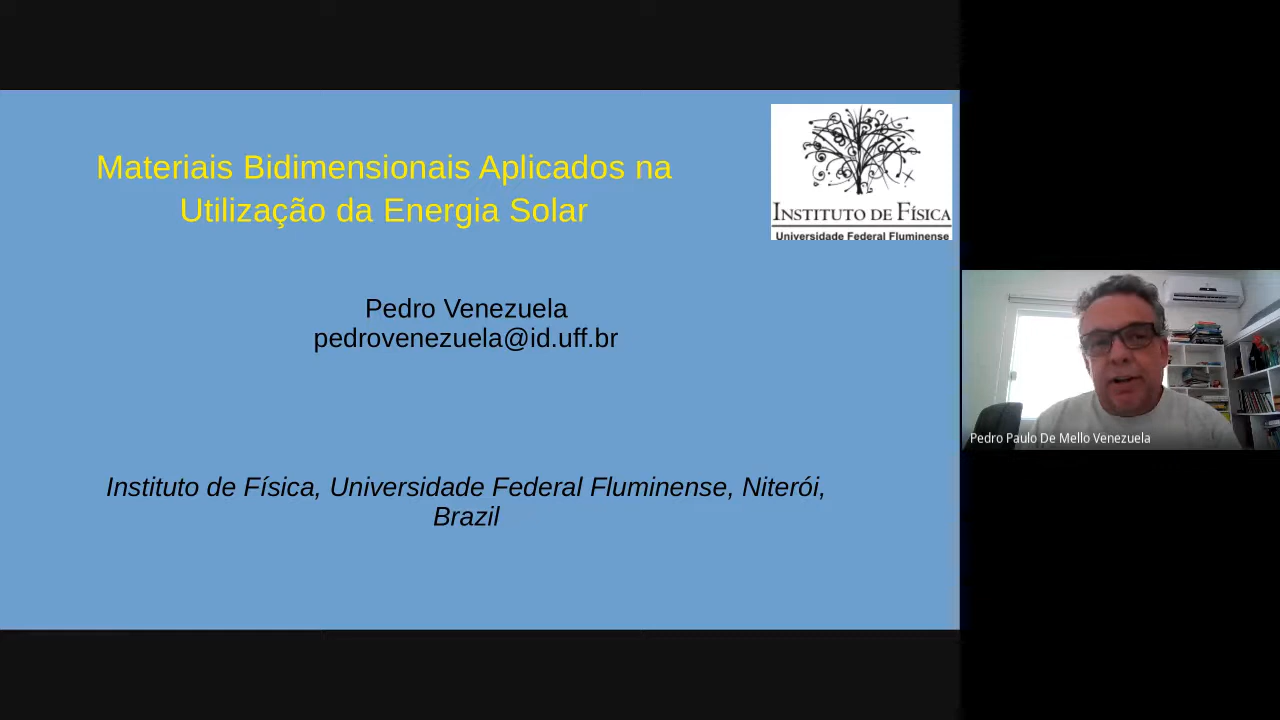 Materiais Bidimensionais Aplicados na
Utilização da Energia Solar
INSTITUTO DE FÍSICA
Universidade Federal Fluminense
Pedro Venezuela
pedrovenezuela@id.uff.br
Pedro Paulo De Mello Venezuela
Instituto de Física, Universidade Federal Fluminense, Niterói,
Brazil